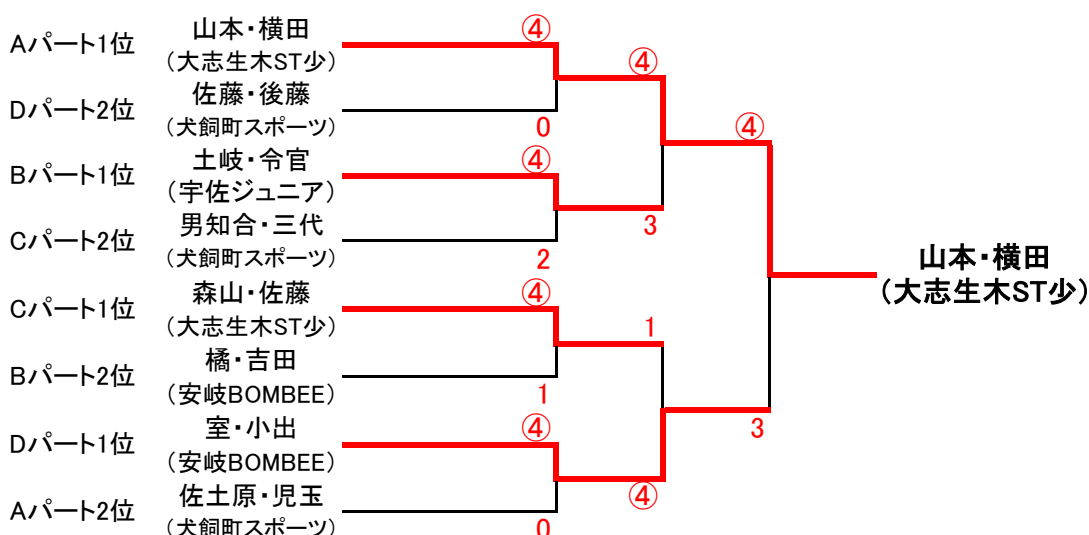 Aパート1位
山本・横田
(大志生木ST少)
④
④
Dパート2位
佐藤・後藤
(犬飼町スポーツ)
0
④
Bパート1位
土岐・令官
(宇佐ジュニア)
④
3
Cパート2位
男知合・三代
(犬飼町スポーツ)
2
山本・横田
(大志生木ST少)
Cパート1位
森山・佐藤
(大志生木ST少)
④
1
Bパート2位
橘・吉田
(安岐BOMBEE)
1
3
Dパート1位
室・小出
(安岐BOMBEE)
④
④
Aパート2位
佐土原・児玉
(犬飼町スポーツ)
0